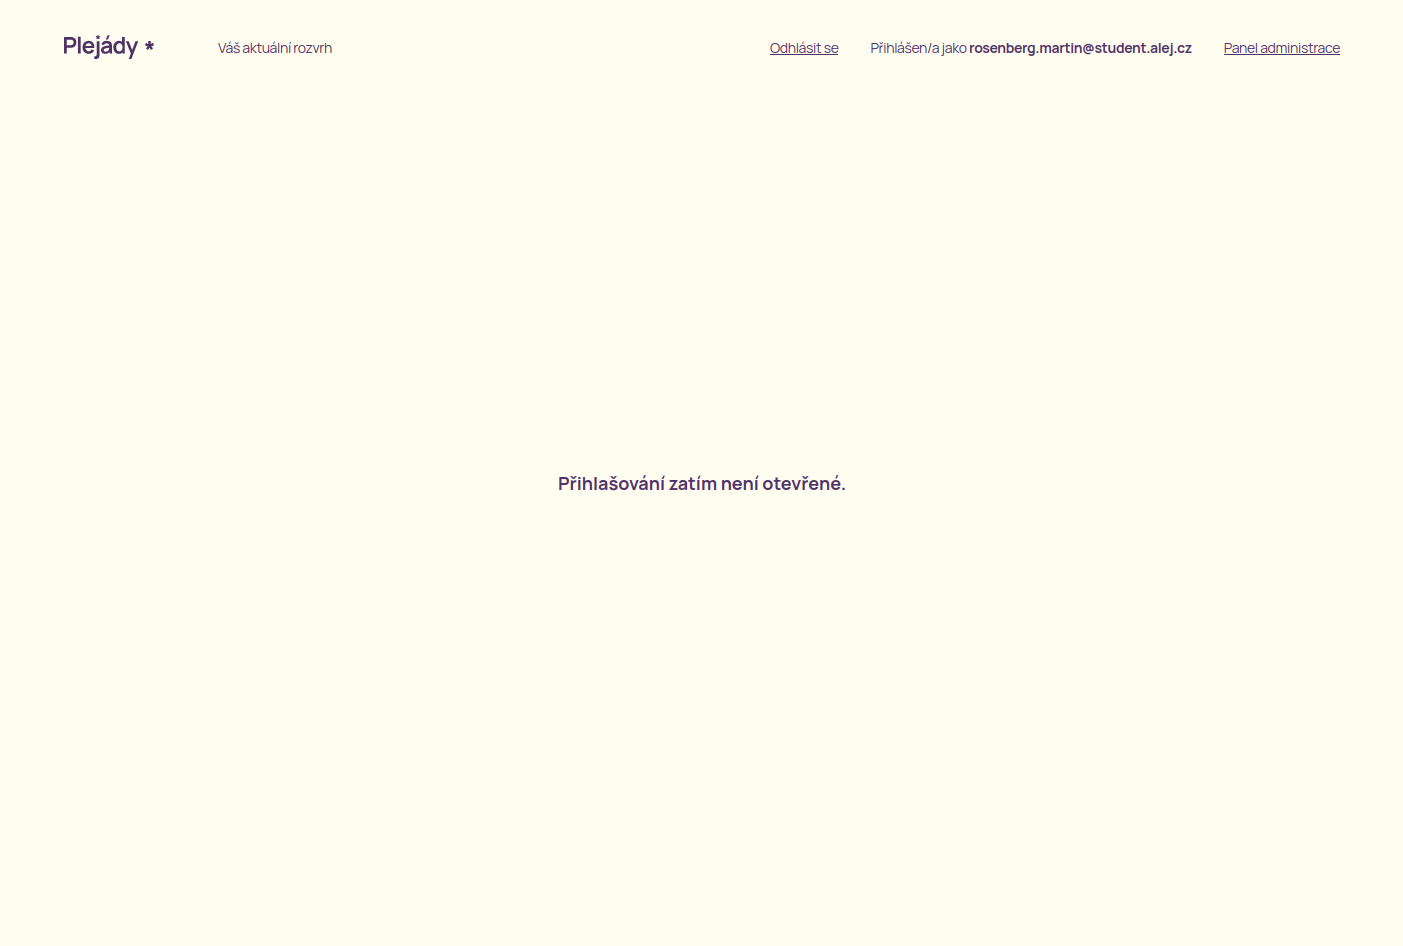 Plejády *
Váš aktuální rozvrh
Odhlásit se
Přihlášen/a jako rosenberg.martin@student.alej.cz
Panel administrace
Přihlašování zatím není otevřené.